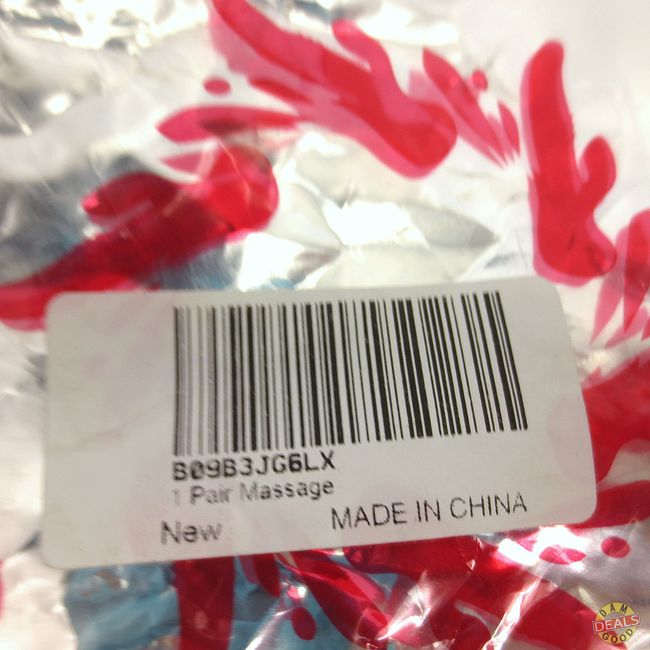 B09B3JG6LX
1 Pair Massage
New
MADE IN CHINA
DAM
DEALS
GOOD